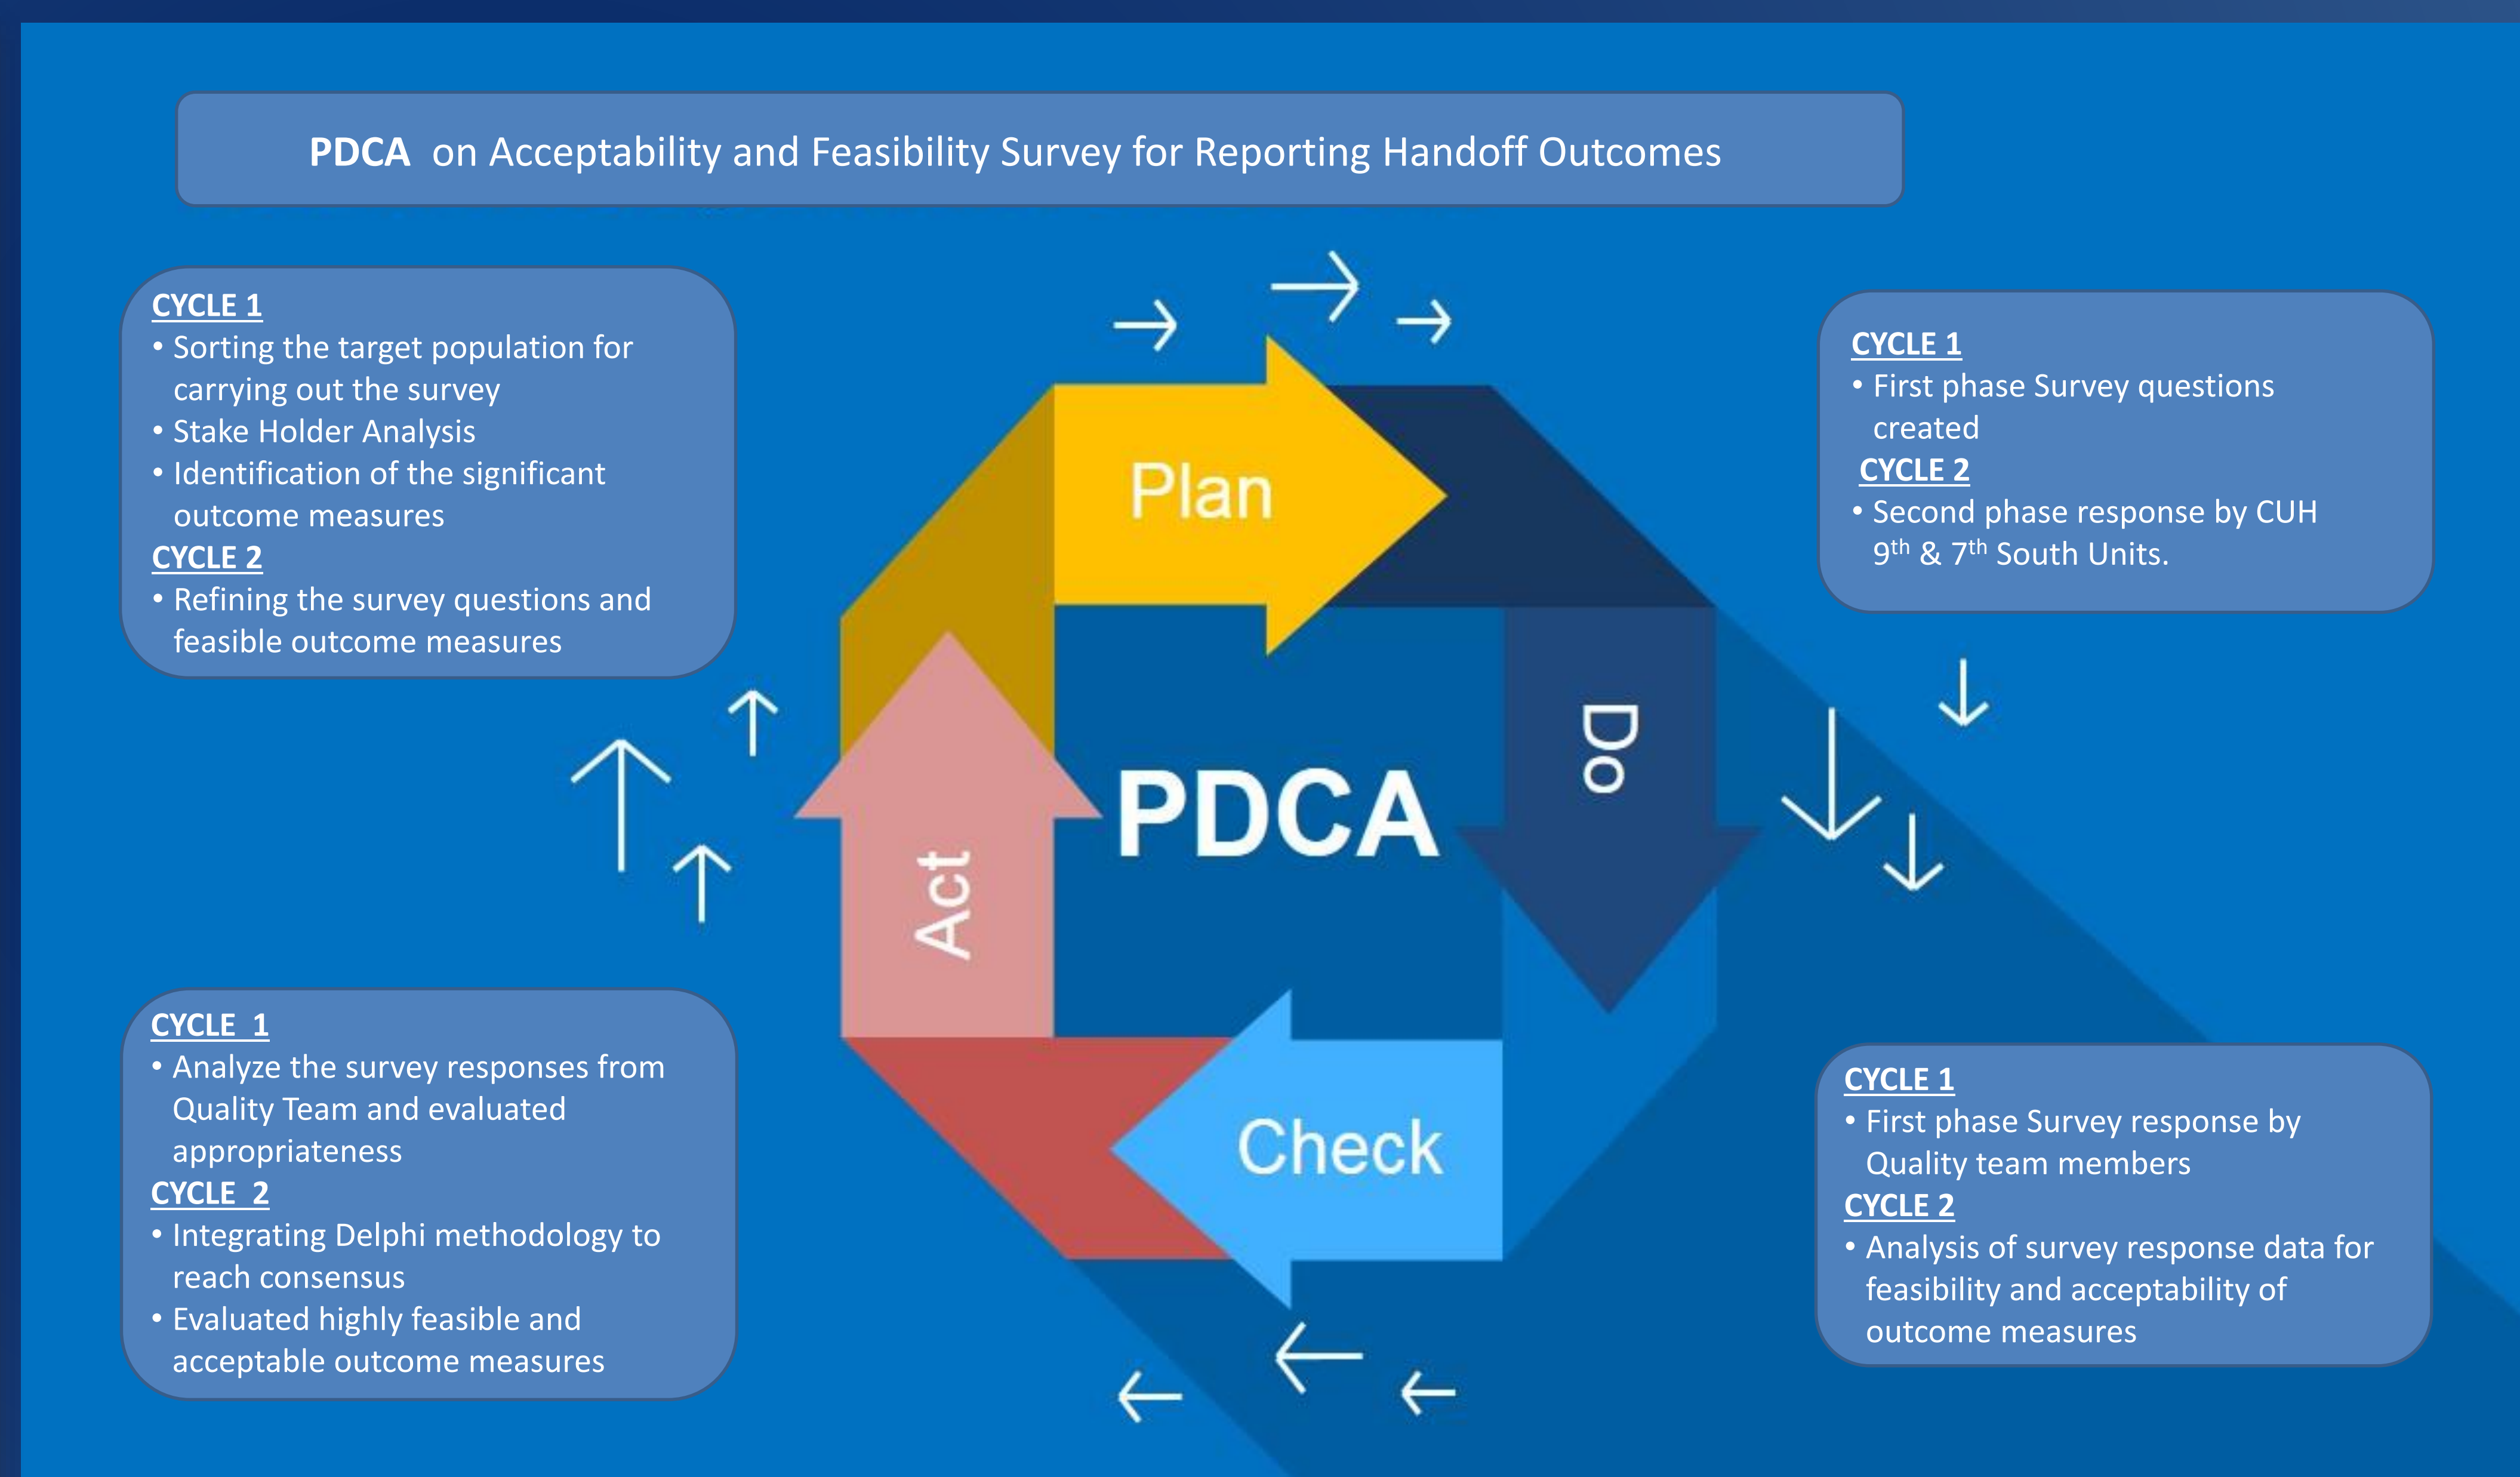 PDCA on Acceptability and Feasibility Survey for Reporting Handoff Outcomes
CYCLE 1
• Sorting the target population for
carrying out the survey
• Stake Holder Analysis
• Identification of the significant
outcome measures
CYCLE 2
• Refining the survey questions and
feasible outcome measures
CYCLE 1
• First phase Survey questions
created
CYCLE 2
• Second phase response by CUH
9th & 7th South Units.
Plan
Do
PDCA
Act
Check
CYCLE 1
• Analyze the survey responses from
Quality Team and evaluated
appropriateness
CYCLE 2
• Integrating Delphi methodology to
reach consensus
• Evaluated highly feasible and
acceptable outcome measures
CYCLE 1
• First phase Survey response by
Quality team members
CYCLE 2
• Analysis of survey response data for
feasibility and acceptability of
outcome measures